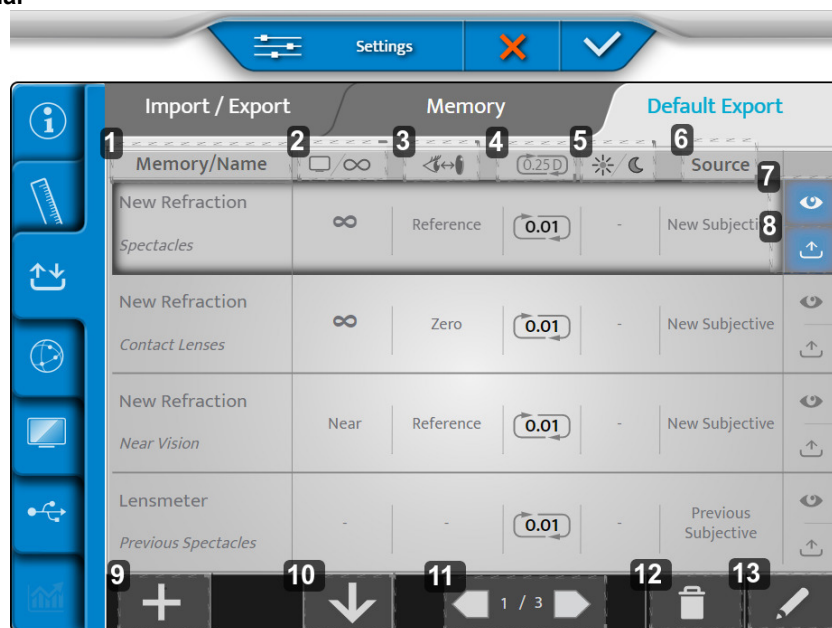 Settings
Import / Export
Memory
Default Export
1
2
3
4
5
6
Memory/Name
/∞
0.25 D
/
Source
7
New Refraction
Spectacles
∞
Reference
0.01
-
New Subjecti
8
New Refraction
Contact Lenses
∞
Zero
0.01
-
New Subjective
New Refraction
Near Vision
Near
Reference
0.01
-
New Subjective
Lensmeter
Previous Spectacles
-
-
0.01
-
Previous
Subjective
9
10
11
12
13
1 / 3